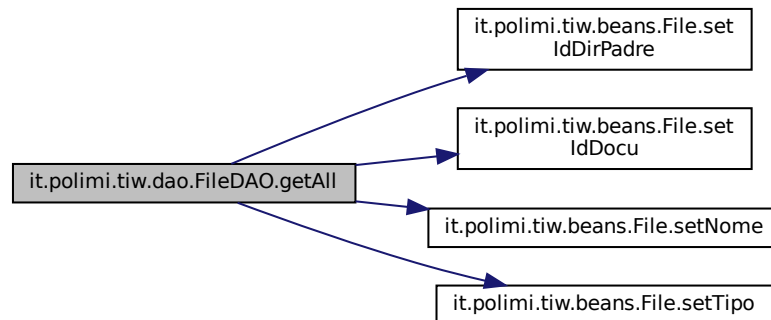 it.polimi.tiw.beans.File.set
IdDirPadre
it.polimi.tiw.beans.File.set
IdDocu
it.polimi.tiw.dao.FileDAO.getAll
it.polimi.tiw.beans.File.setNome
it.polimi.tiw.beans.File.setTipo